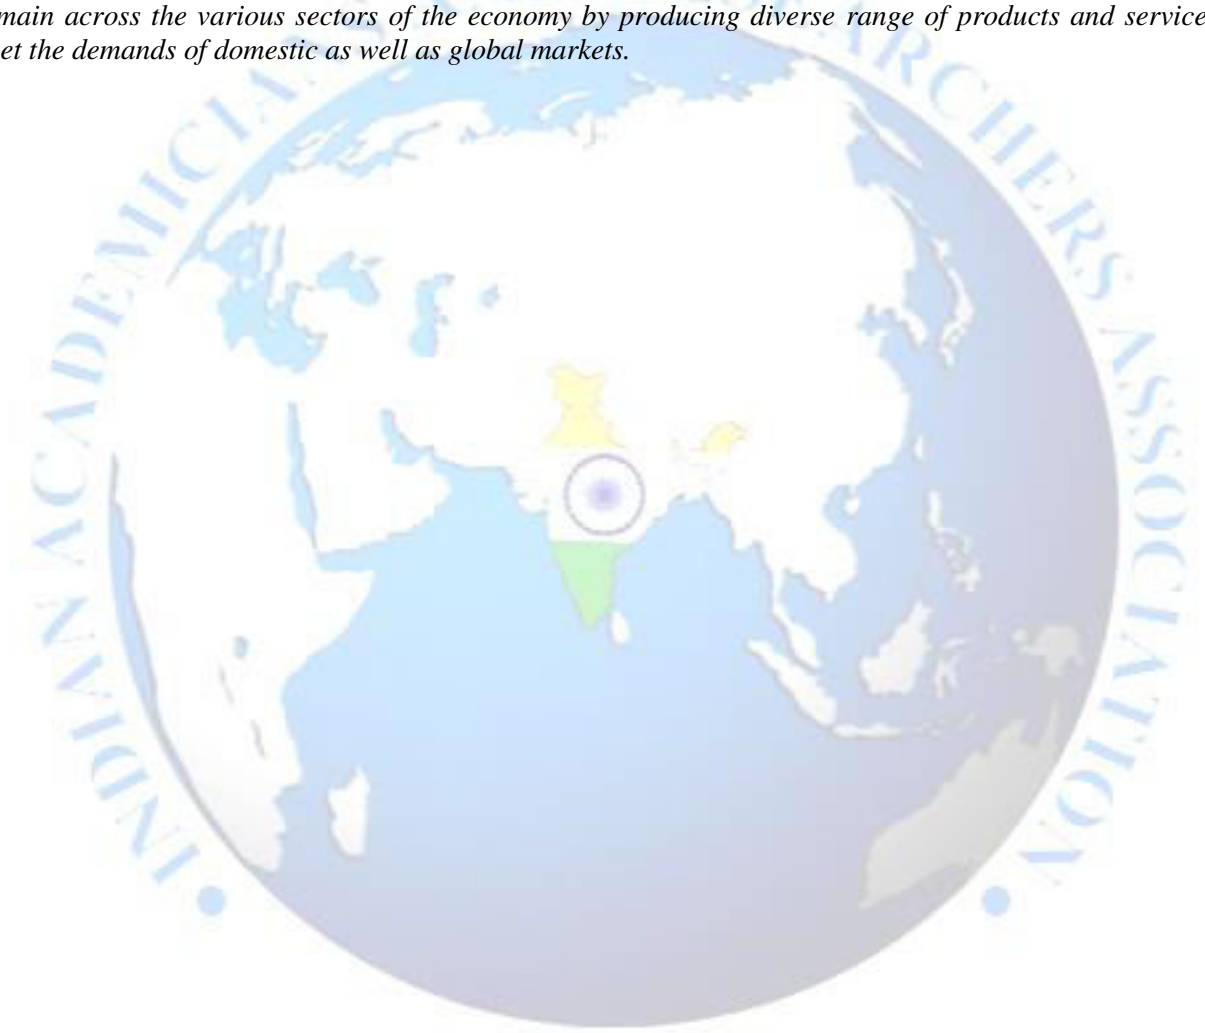 main across the various sectors of the economy by producing diverse range of products and service
et the demands of domestic as well as global markets.
INDIAN ACADEMICIA
ARCHERS ASSOCIATION